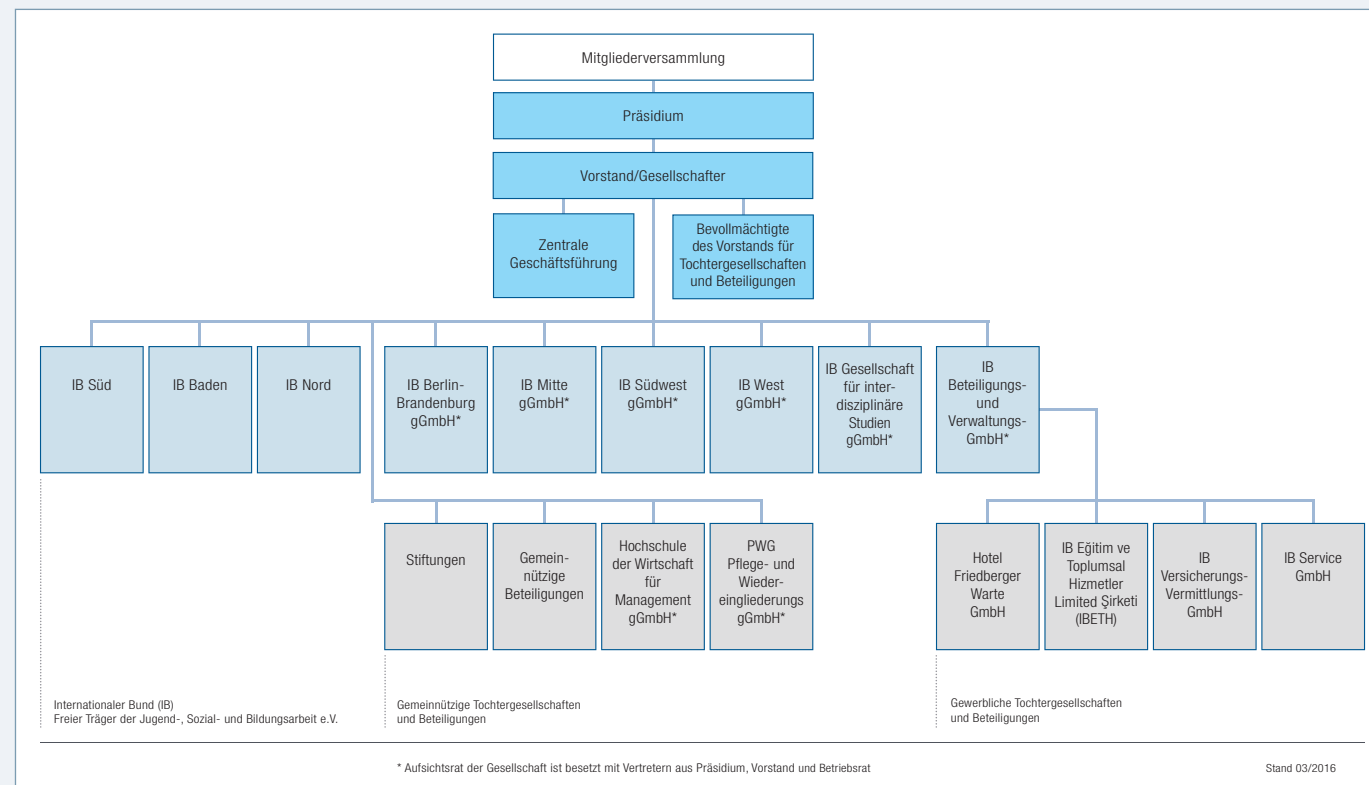 Mitgliederversammlung
Präsidium
Vorstand/Gesellschafter
Zentrale
Geschäftsführung
Bevollmächtigte
des Vorstands für
Tochtergesellschaften
und Beteiligungen
IB Süd
IB Baden
IB Nord
IB Berlin-
Brandenburg
gGmbH*
IB Mitte
gGmbH*
IB Südwest
gGmbH*
IB West
gGmbH*
IB Gesellschaft
für inter-
disziplinäre
Studien
gGmbH*
IB
Beteiligungs-
und
Verwaltungs-
GmbH*
Stiftungen
Gemein-
nützige
Beteiligungen
Hochschule
der Wirtschaft
für
Management
gGmbH*
PWG
Pflege- und
Wieder-
eingliederungs
gGmbH*
Hotel
Friedberger
Warte
GmbH
IB Eğitim ve
Toplumsal
Hizmetler
Limited Şirketi
(IBETH)
IB
Versicherungs-
Vermittlungs-
GmbH
IB Service
GmbH
Internationaler Bund (IB)
Freier Träger der Jugend-, Sozial- und Bildungsarbeit e.V.
Gemeinnützige Tochtergesellschaften
und Beteiligungen
Gewerbliche Tochtergesellschaften
und Beteiligungen
* Aufsichtsrat der Gesellschaft ist besetzt mit Vertretern aus Präsidium, Vorstand und Betriebsrat
Stand 03/2016